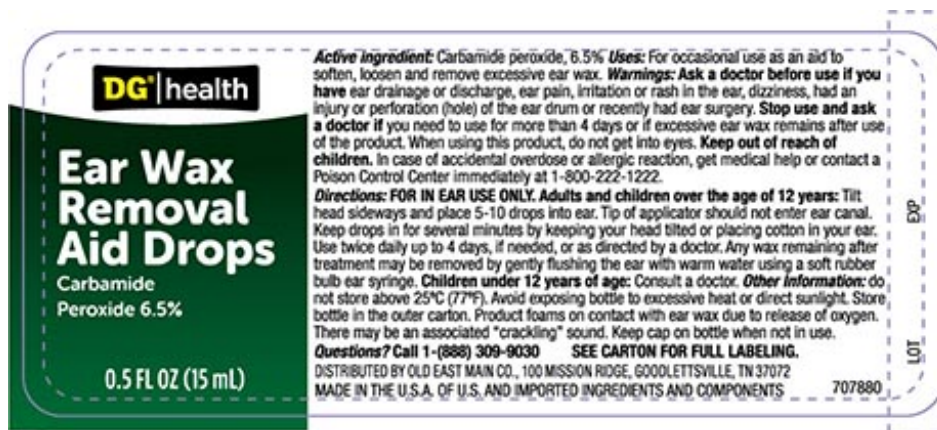 DG® health
Ear Wax
Removal
Aid Drops
Carbamide
Peroxide 6.5%
0.5 FL OZ (15 mL)
Active ingredient: Carbamide peroxide, 6.5% Uses: For occasional use as an aid to
soften, loosen and remove excessive ear wax. Warnings: Ask a doctor before use if you
have ear drainage or discharge, ear pain, irritation or rash in the ear, dizziness, had an
injury or perforation (hole) of the ear drum or recently had ear surgery. Stop use and ask
a doctor if you need to use for more than 4 days or if excessive ear wax remains after use
of the product. When using this product, do not get into eyes. Keep out of reach of
children. In case of accidental overdose or allergic reaction, get medical help or contact a
Poison Control Center immediately at 1-800-222-1222.
Directions: FOR IN EAR USE ONLY. Adults and children over the age of 12 years: Tilt
head sideways and place 5-10 drops into ear. Tip of applicator should not enter ear canal.
Keep drops in for several minutes by keeping your head tilted or placing cotton in your ear.
Use twice daily up to 4 days, if needed, or as directed by a doctor. Any wax remaining after
treatment may be removed by gently flushing the ear with warm water using a soft rubber
bulb ear syringe. Children under 12 years of age: Consult a doctor. Other Information: do
not store above 25ºC (77ºF). Avoid exposing bottle to excessive heat or direct sunlight. Store
bottle in the outer carton. Product foams on contact with ear wax due to release of oxygen.
There may be an associated "crackling" sound. Keep cap on bottle when not in use.
Questions? Call 1-(888) 309-9030 SEE CARTON FOR FULL LABELING.
DISTRIBUTED BY OLD EAST MAIN CO., 100 MISSION RIDGE, GOODLETTSVILLE, TN 37072
MADE IN THE U.S.A. OF U.S. AND IMPORTED INGREDIENTS AND COMPONENTS 707880
LOT EXP